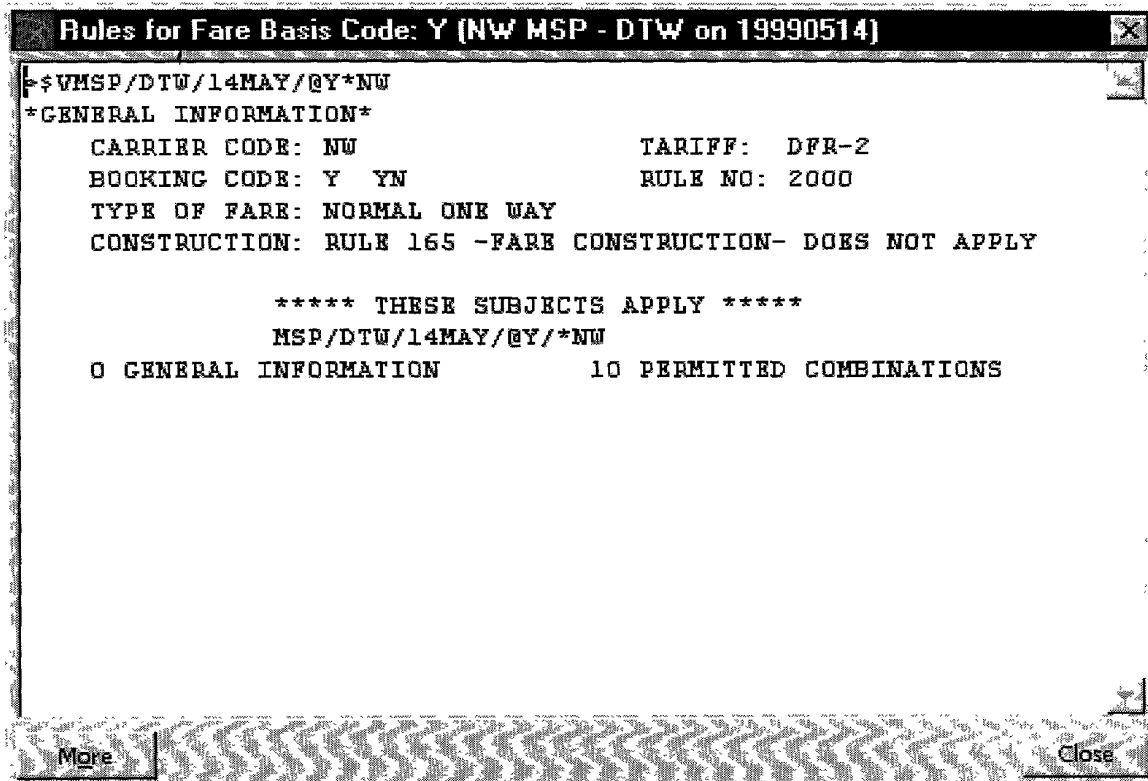 Rules for Fare Basis Code: Y (NW MSP - DTW on 19990514)
>$VMSP/DTW/14MAY/@Y*NW
*GENERAL INFORMATION*
CARRIER CODE: NW TARIFF: DFR-2
BOOKING CODE: Y YN RULE NO: 2000
TYPE OF FARE: NORMAL ONE WAY
CONSTRUCTION: RULE 165 -FARE CONSTRUCTION- DOES NOT APPLY
***** THESE SUBJECTS APPLY *****
MSP/DTW/14MAY/@Y/*NW
0 GENERAL INFORMATION 10 PERMITTED COMBINATIONS
More Close